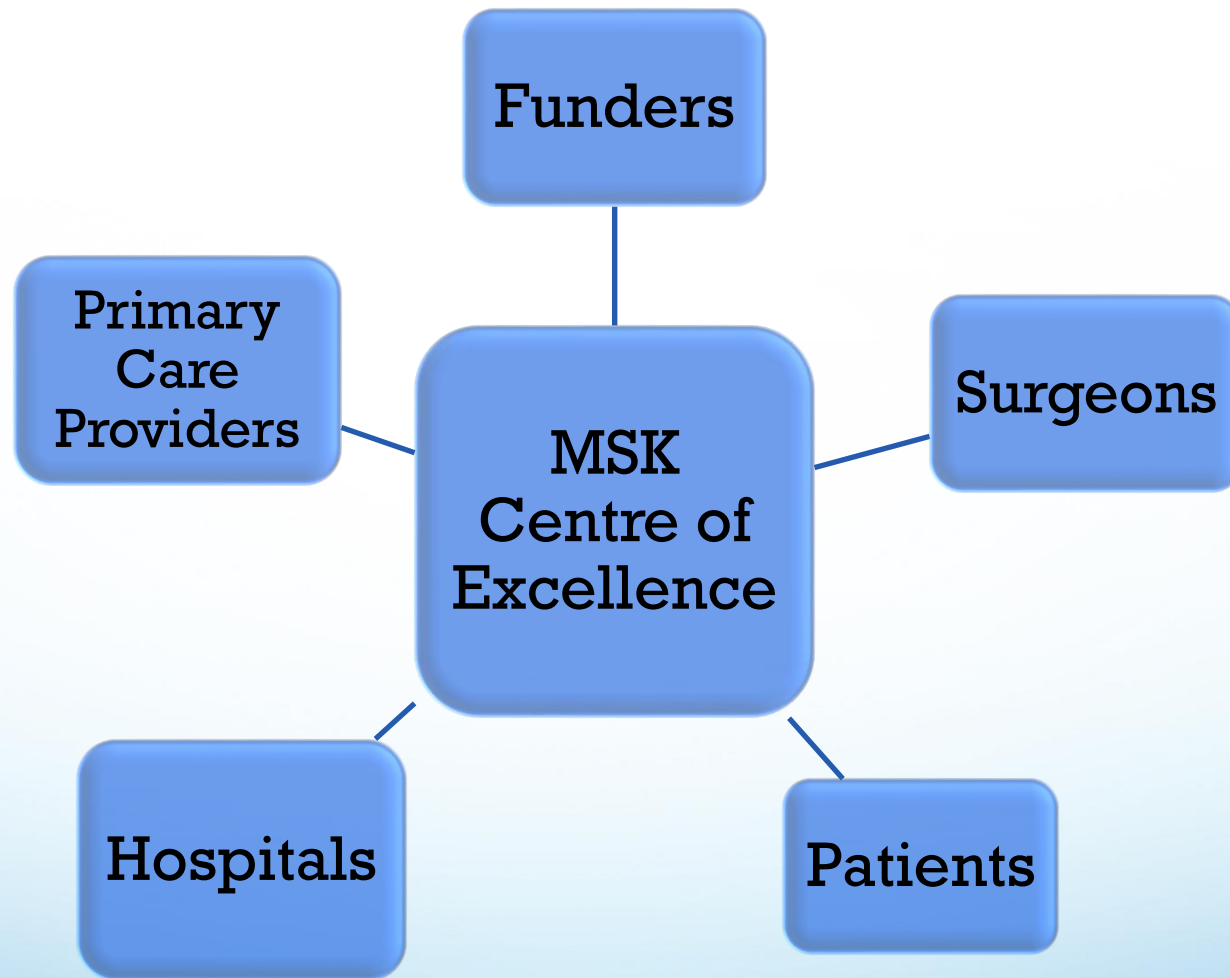 Funders
Primary
Care
Providers
Surgeons
MSK
Centre of
Excellence
Hospitals
Patients